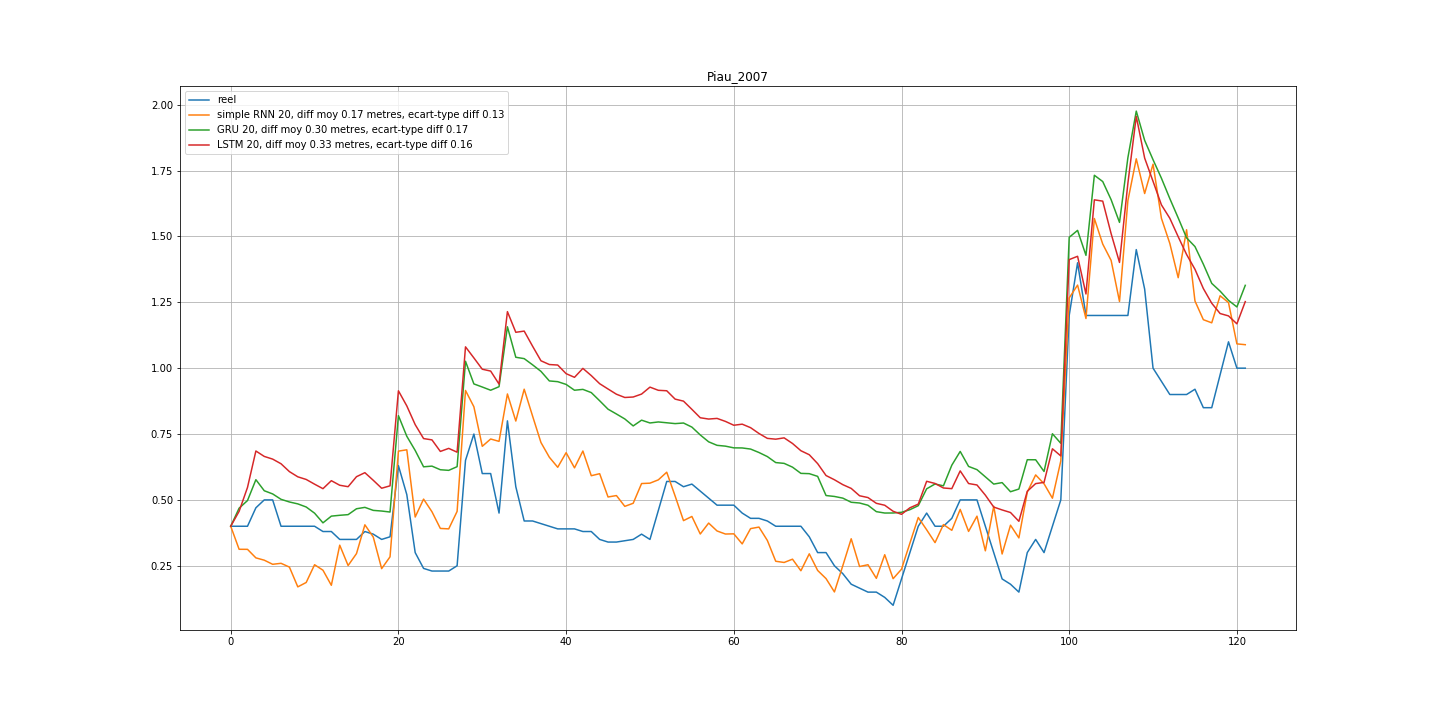 Piau_2007
reel
simple RNN 20, diff moy 0.17 metres, ecart-type diff 0.13
GRU 20, diff moy 0.30 metres, ecart-type diff 0.17
LSTM 20, diff moy 0.33 metres, ecart-type diff 0.16
2.00
1.75
1.50
1.25
1.00
0.75
0.50
0.25
0 20 40 60 80 100 120